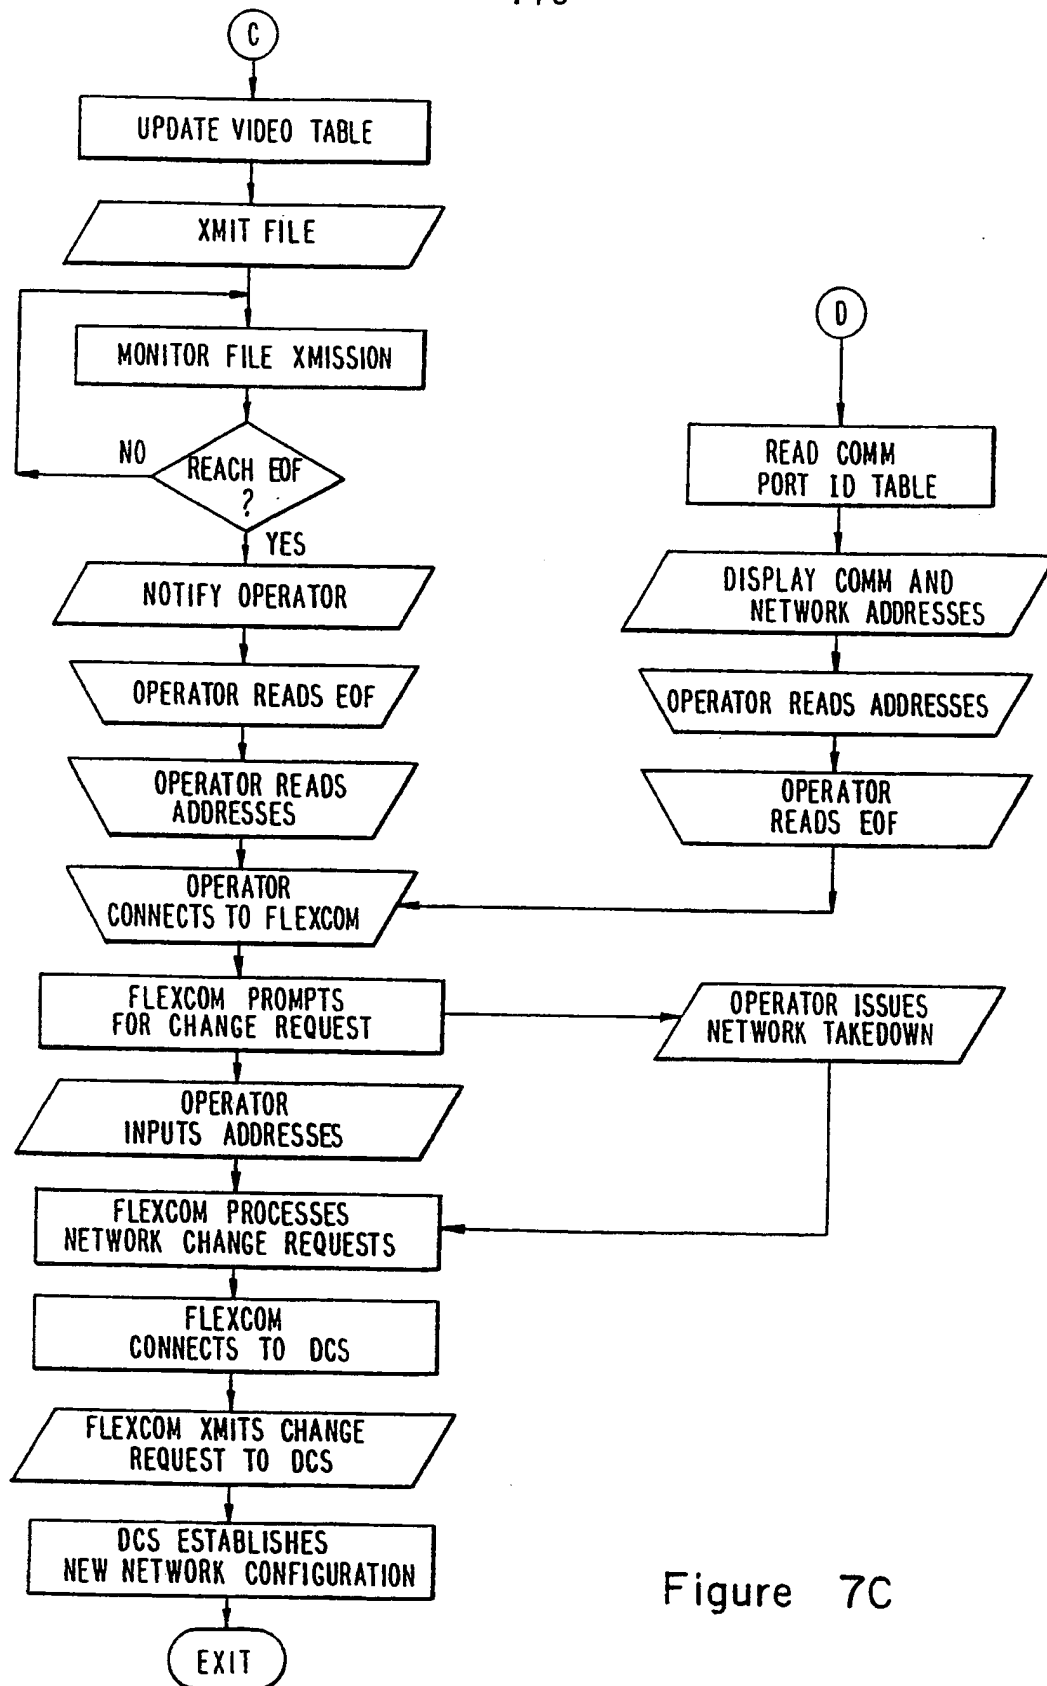 C
UPDATE VIDEO TABLE
XMIT FILE
MONITOR FILE XMISSION
NO
REACH EOF
?
YES
NOTIFY OPERATOR
OPERATOR READS EOF
OPERATOR READS
ADDRESSES
OPERATOR
CONNECTS TO FLEXCOM
FLEXCOM PROMPTS
FOR CHANGE REQUEST
OPERATOR
INPUTS ADDRESSES
FLEXCOM PROCESSES
NETWORK CHANGE REQUESTS
FLEXCOM
CONNECTS TO DCS
FLEXCOM XMITS CHANGE
REQUEST TO DCS
DCS ESTABLISHES
NEW NETWORK CONFIGURATION
EXIT
D
READ COMM
PORT ID TABLE
DISPLAY COMM AND
NETWORK ADDRESSES
OPERATOR READS ADDRESSES
OPERATOR
READS EOF
OPERATOR ISSUES
NETWORK TAKEDOWN
Figure 7C